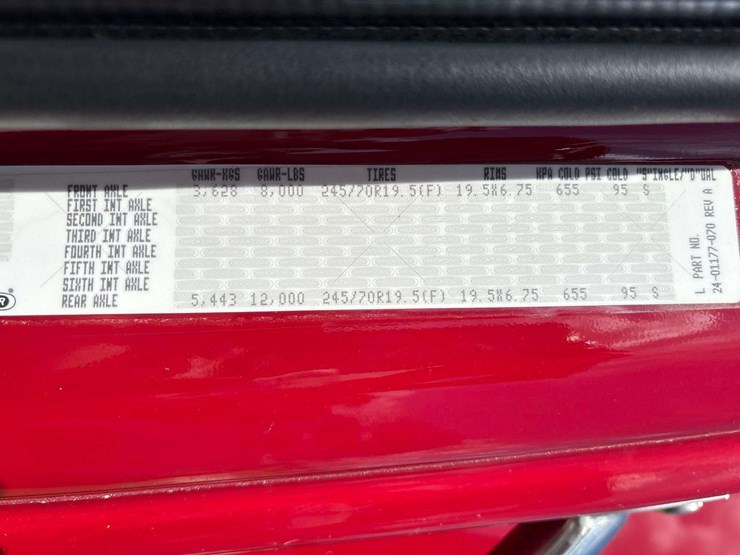 GAWR-KGS GAWR-LBS TIRES RIMS KPA COLD PSI COLD "S"INGLE/"D"UAL
FRONT AXLE 3,628 8,000 245/70R19.5(F) 19.5X6.75 655 95 S
FIRST INT AXLE
SECOND INT AXLE
THIRD INT AXLE
FOURTH INT AXLE
FIFTH INT AXLE
SIXTH INT AXLE
REAR AXLE 5,443 12,000 245/70R19.5(F) 19.5X6.75 655 95 S
L PART NO.
24-01177-070 REV A